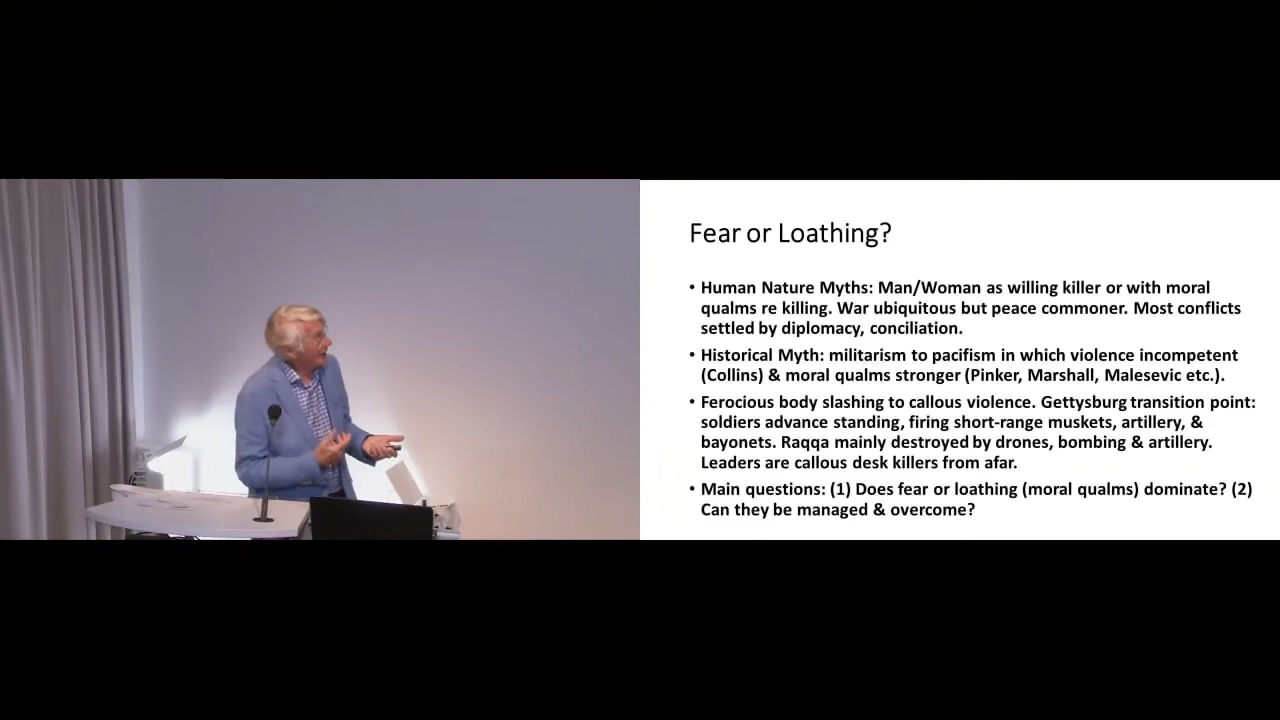 Fear or Loathing?
• Human Nature Myths: Man/Woman as willing killer or with moral
qualms re killing. War ubiquitous but peace commoner. Most conflicts
settled by diplomacy, conciliation.
• Historical Myth: militarism to pacifism in which violence incompetent
(Collins) & moral qualms stronger (Pinker, Marshall, Malesevic etc.).
• Ferocious body slashing to callous violence. Gettysburg transition point:
soldiers advance standing, firing short-range muskets, artillery, &
bayonets. Raqqa mainly destroyed by drones, bombing & artillery.
Leaders are callous desk killers from afar.
• Main questions: (1) Does fear or loathing (moral qualms) dominate? (2)
Can they be managed & overcome?